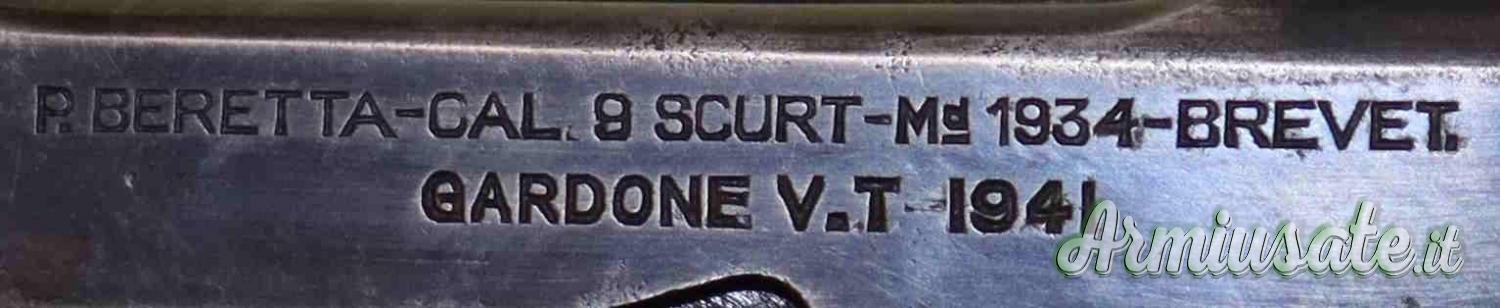 P. BERETTA-CAL. 9 SCURT-Md 1934-BREVET.
GARDONE V.T 1941
Armiusate.it